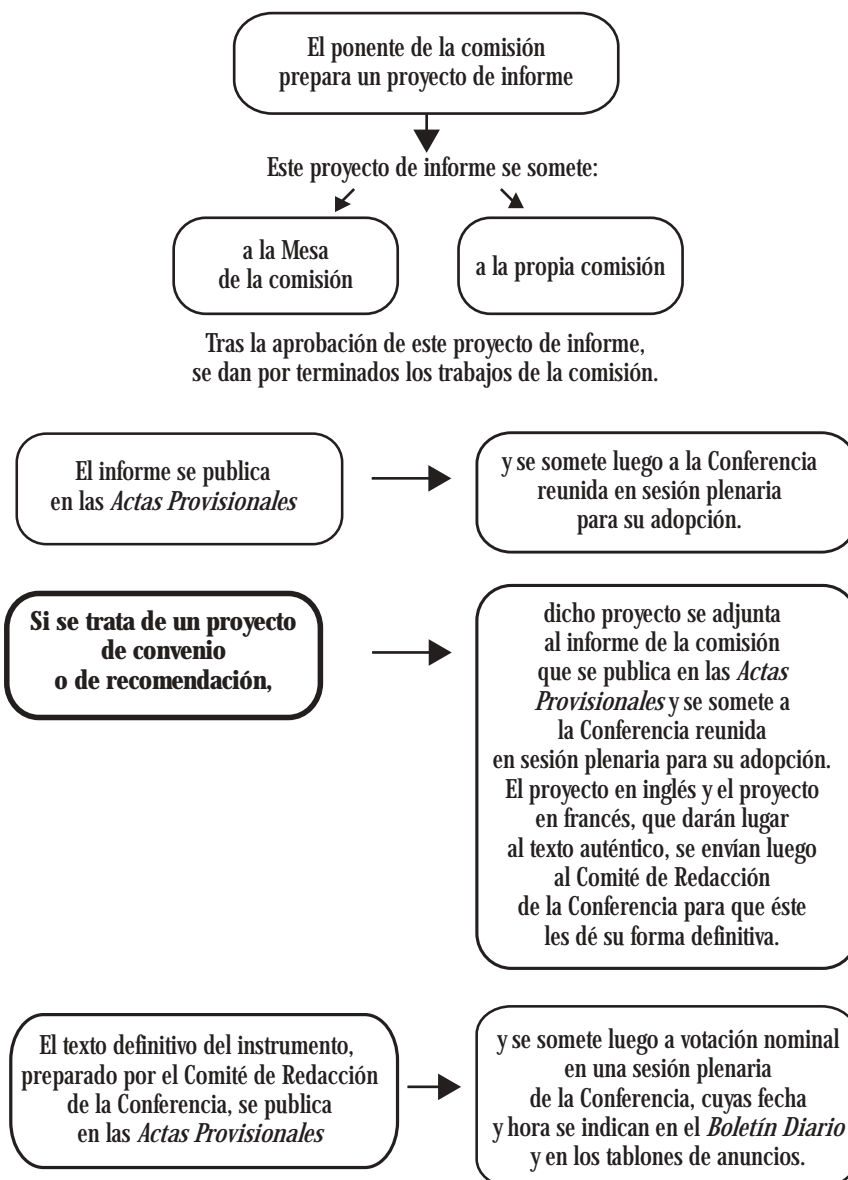 El ponente de la comisión
prepara un proyecto de informe
Este proyecto de informe se somete:
a la Mesa
de la comisión
a la propia comisión
Tras la aprobación de este proyecto de informe,
se dan por terminados los trabajos de la comisión.
El informe se publica
en las Actas Provisionales
y se somete luego a la Conferencia
reunida en sesión plenaria
para su adopción.
Si se trata de un proyecto
de convenio
o de recomendación,
dicho proyecto se adjunta
al informe de la comisión
que se publica en las Actas
Provisionales y se somete a
la Conferencia reunida
en sesión plenaria para su adopción.
El proyecto en inglés y el proyecto
en francés, que darán lugar
al texto auténtico, se envían luego
al Comité de Redacción
de la Conferencia para que éste
les dé su forma definitiva.
El texto definitivo del instrumento,
preparado por el Comité de Redacción
de la Conferencia, se publica
en las Actas Provisionales
y se somete luego a votación nominal
en una sesión plenaria
de la Conferencia, cuyas fecha
y hora se indican en el Boletín Diario
y en los tablones de anuncios.